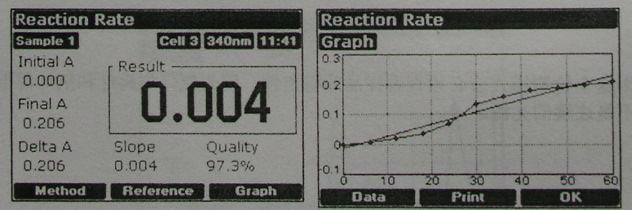 Reaction Rate
Sample 1 Cell 3 340nm 11:41
Initial A
0.000
Result
0.004
Final A
0.206
Delta A Slope Quality
0.206 0.004 97.3%
Method Reference Graph
Reaction Rate
Graph
0.3
0.2
0.1
0
-0.1
0 10 20 30 40 50 60
Data Print OK